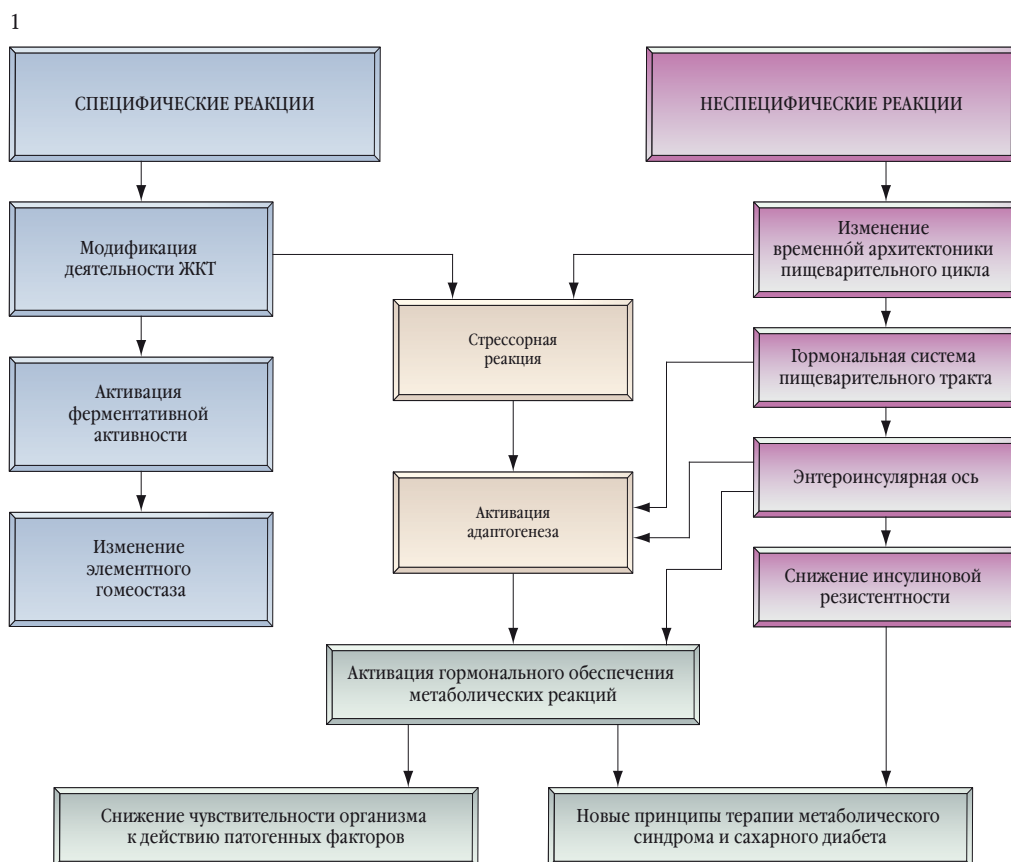 1
СПЕЦИФИЧЕСКИЕ РЕАКЦИИ
НЕСПЕЦИФИЧЕСКИЕ РЕАКЦИИ
Модификация
деятельности ЖКТ
Изменение
временнóй архитектоники
пищеварительного цикла
Стрессорная
реакция
Гормональная система
пищеварительного тракта
Активация
ферментативной
активности
Энтероинсулярная ось
Активация
адаптогенеза
Изменение
элементного
гомеостаза
Снижение инсулиновой
резистентности
Активация гормонального обеспечения
метаболических реакций
Снижение чувствительности организма
к действию патогенных факторов
Новые принципы терапии метаболического
синдрома и сахарного диабета